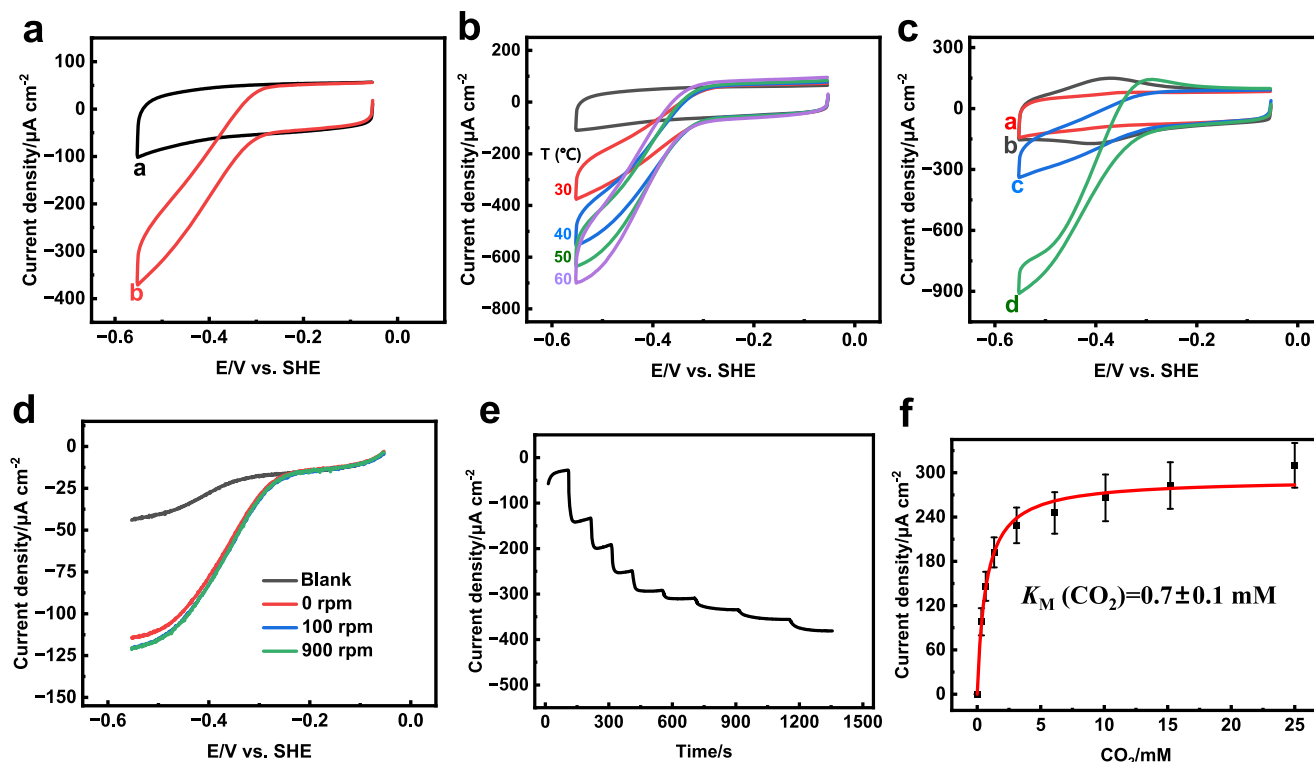 a
Current density/µA cm⁻²
100
0
−100
−200
−300
−400
a
b
−0.6
−0.4
−0.2
0.0
E/V vs. SHE
b
Current density/µA cm⁻²
200
0
−200
−400
−600
−800
T (°C)
30
40
50
60
−0.6
−0.4
−0.2
0.0
E/V vs. SHE
c
Current density/µA cm⁻²
300
0
−300
−600
−900
a
b
c
d
−0.6
−0.4
−0.2
0.0
E/V vs. SHE
d
Current density/µA cm⁻²
0
−25
−50
−75
−100
−125
−150
Blank
0 rpm
100 rpm
900 rpm
−0.6
−0.4
−0.2
0.0
E/V vs. SHE
e
Current density/µA cm⁻²
0
−100
−200
−300
−400
−500
0
300
600
900
1200
1500
Time/s
f
Current density/µA cm⁻²
300
240
180
120
60
0
K_M (CO₂)=0.7±0.1 mM
0
5
10
15
20
25
CO₂/mM